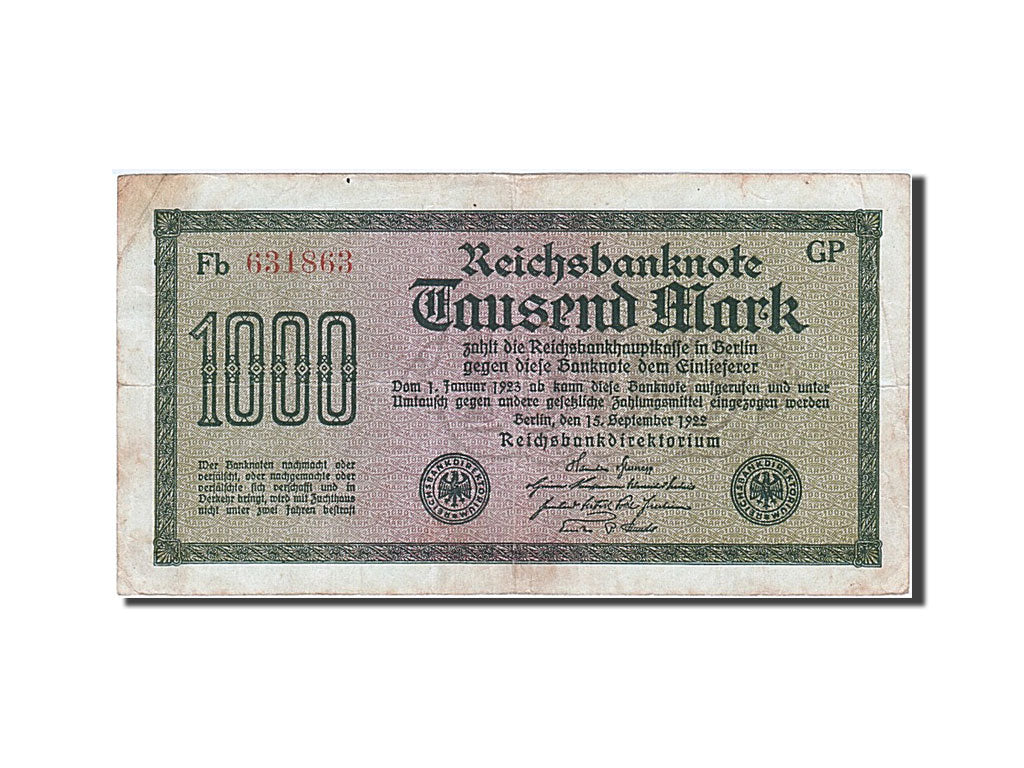 Fb 631863
GP
Reichsbanknote
Tausend Mark
1000
zahlt die Reichsbankhauptkasse in Berlin
gegen diese Banknote dem Einlieferer
Vom 1. Januar 1923 ab kann diese Banknote aufgerufen und unter
Umtausch gegen andere gesetzliche Zahlungsmittel eingezogen werden
Berlin, den 15. September 1922
Reichsbankdirektorium
Wer Banknoten nachmacht oder
verfälscht, oder nachgemachte oder
verfälschte sich verschafft und in
Verkehr bringt, wird mit Zuchthaus
nicht unter zwei Jahren bestraft
REICHSBANKDIREKTORIUM
REICHSBANKDIREKTORIUM